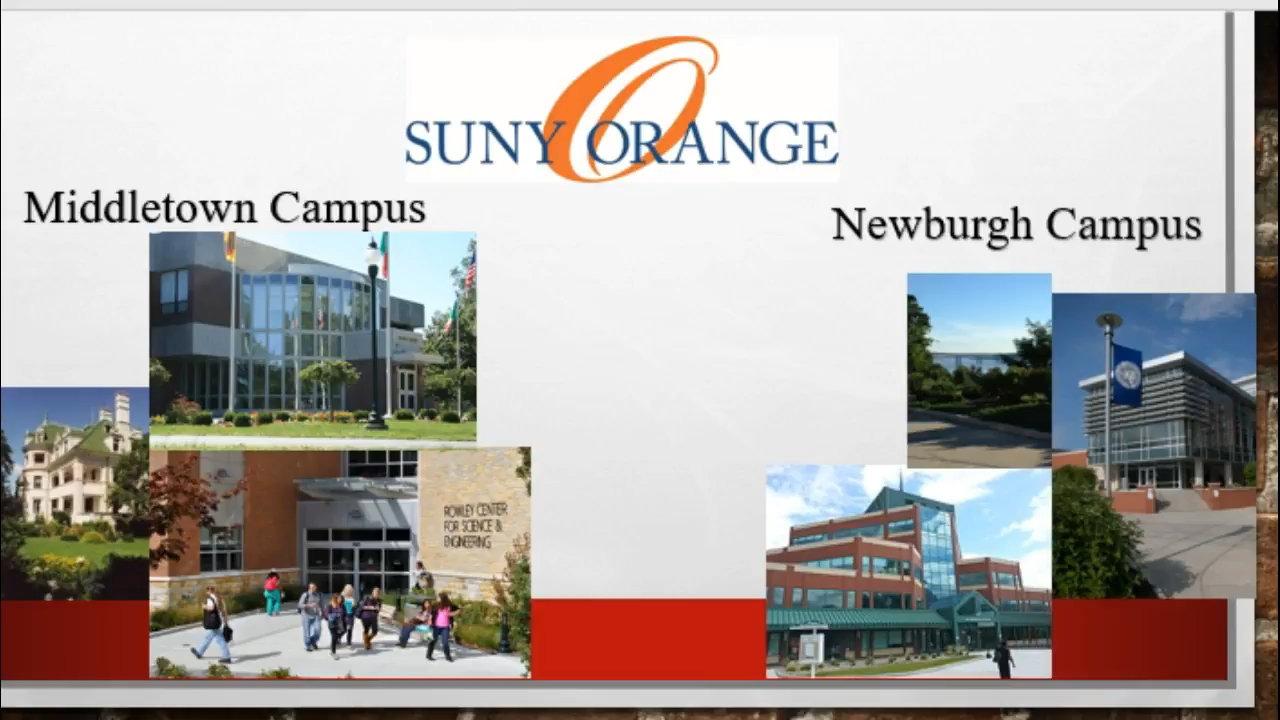 SUNY ORANGE
Middletown Campus
Newburgh Campus
ROWLEY CENTER
FOR SCIENCE &
ENGINEERING